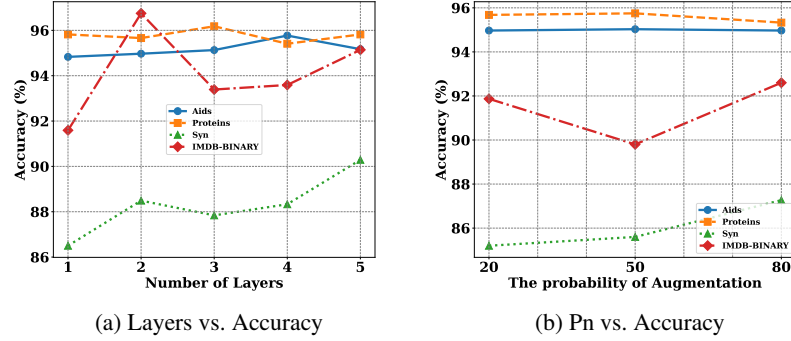 Accuracy (%)
96
94
92
90
88
86
Aids
Proteins
Syn
IMDB-BINARY
1 2 3 4 5
Number of Layers
(a) Layers vs. Accuracy
Accuracy (%)
96
94
92
90
88
86
Aids
Proteins
Syn
IMDB-BINARY
20 50 80
The probability of Augmentation
(b) Pn vs. Accuracy